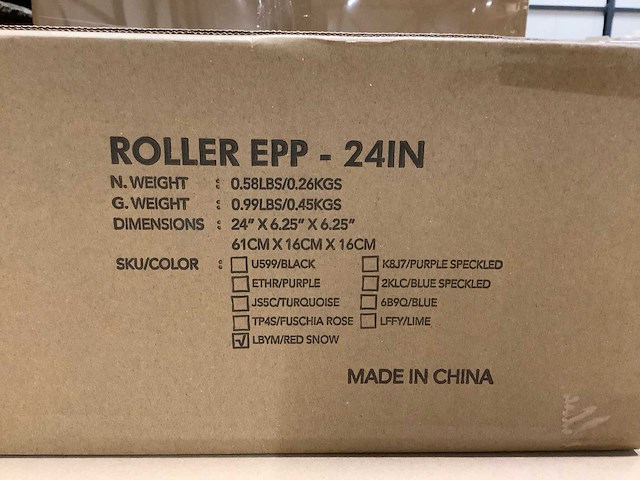 ROLLER EPP - 24IN
N. WEIGHT : 0.58LBS/0.26KGS
G. WEIGHT : 0.99LBS/0.45KGS
DIMENSIONS : 24" X 6.25" X 6.25"
61CM X 16CM X 16CM
SKU/COLOR : U599/BLACK K8J7/PURPLE SPECKLED
ETHR/PURPLE 2KLC/BLUE SPECKLED
JS5C/TURQUOISE 6B9Q/BLUE
TP4S/FUSCHIA ROSE LFFY/LIME
☑ LBYM/RED SNOW
MADE IN CHINA